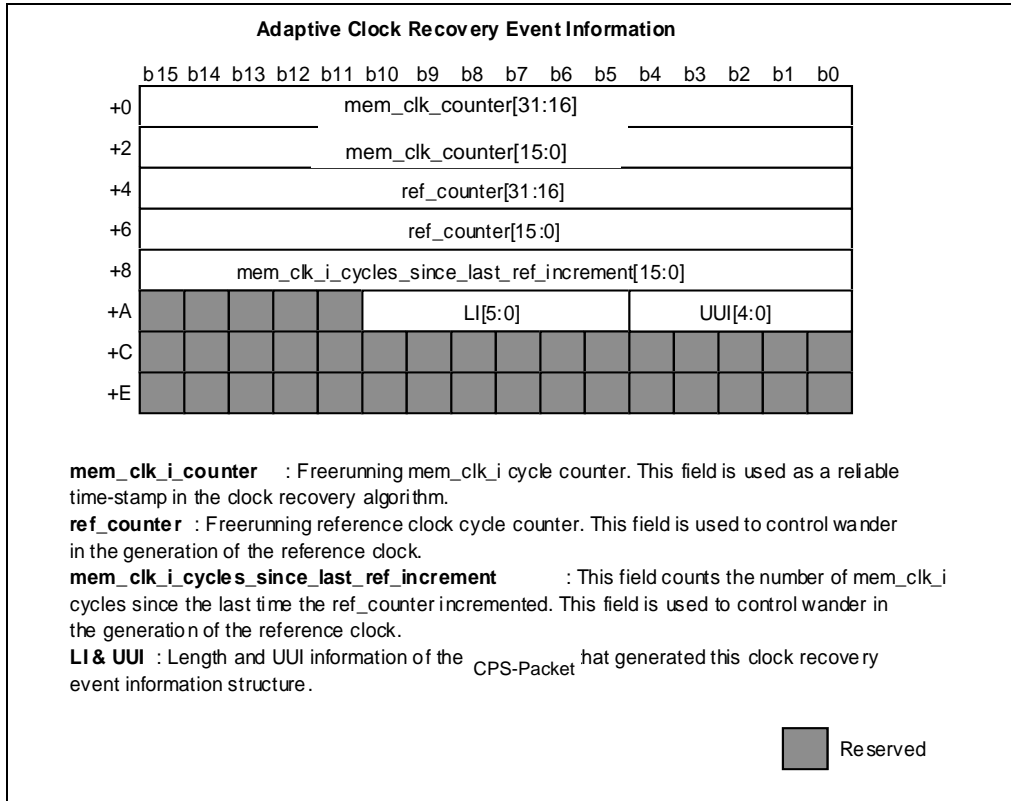 Adaptive Clock Recovery Event Information
b15 b14 b13 b12 b11 b10 b9 b8 b7 b6 b5 b4 b3 b2 b1 b0
+0 mem_clk_counter[31:16]
+2 mem_clk_counter[15:0]
+4 ref_counter[31:16]
+6 ref_counter[15:0]
+8 mem_clk_i_cycles_since_last_ref_increment[15:0]
+A LI[5:0] UUI[4:0]
+C
+E
mem_clk_i_counter : Freerunning mem_clk_i cycle counter. This field is used as a reliable
time-stamp in the clock recovery algorithm.
ref_counter : Freerunning reference clock cycle counter. This field is used to control wander
in the generation of the reference clock.
mem_clk_i_cycles_since_last_ref_increment : This field counts the number of mem_clk_i
cycles since the last time the ref_counter incremented. This field is used to control wander in
the generation of the reference clock.
LI & UUI : Length and UUI information of the CPS-Packet hat generated this clock recovery
event information structure.
Reserved